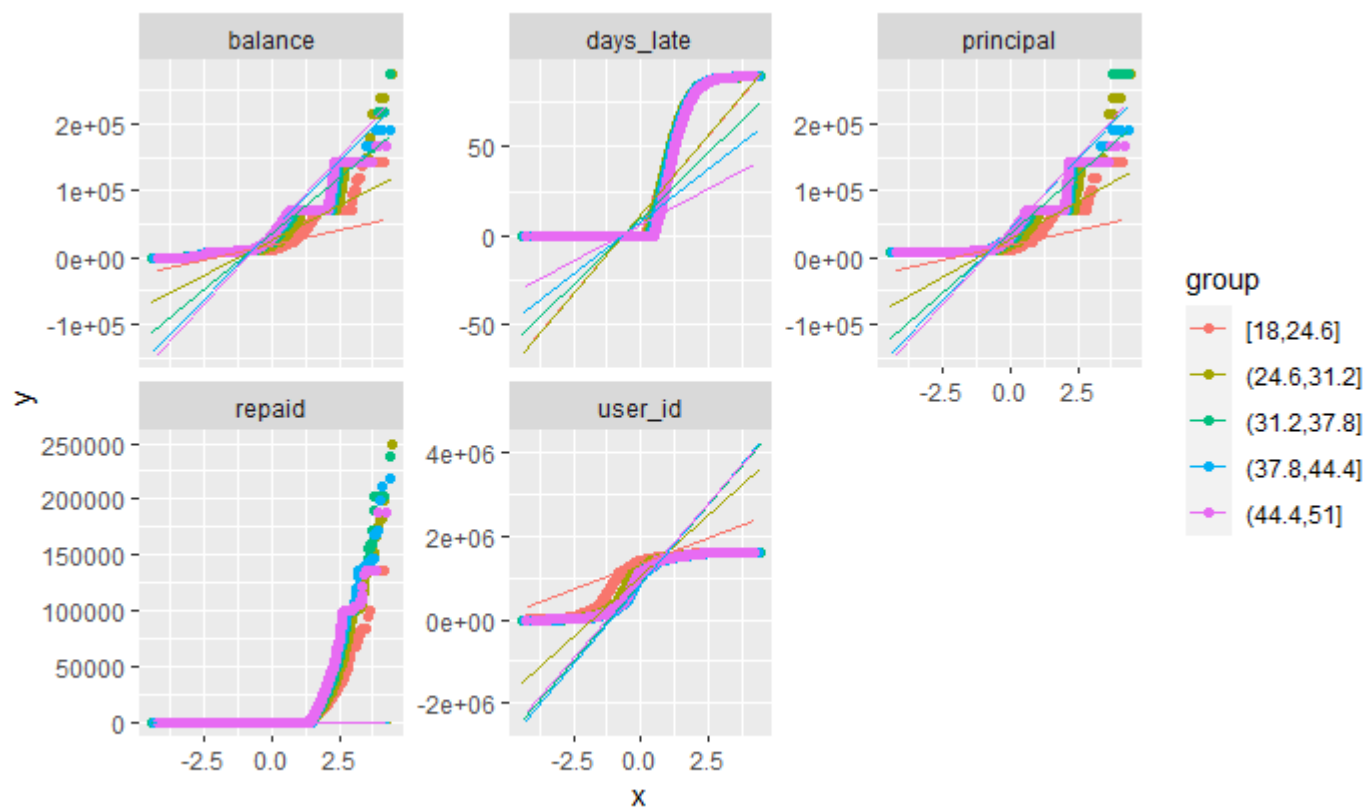 balance
days_late
principal
2e+05
1e+05
0e+00
-1e+05
50
0
-50
2e+05
1e+05
0e+00
-1e+05
-2.5 0.0 2.5
y
repaid
user_id
250000
200000
150000
100000
50000
0
4e+06
2e+06
0e+00
-2e+06
-2.5 0.0 2.5
-2.5 0.0 2.5
x
group
[18,24.6]
(24.6,31.2]
(31.2,37.8]
(37.8,44.4]
(44.4,51]